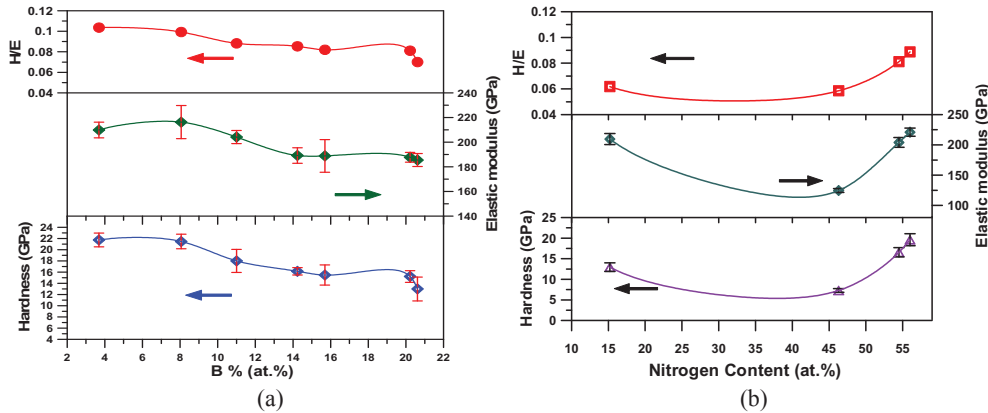 (a)
0.12
0.1
0.08
0.06
0.04
H/E
240
220
200
180
160
140
Elastic modulus (GPa)
24
22
20
18
16
14
12
10
8
6
4
Hardness (GPa)
2 4 6 8 10 12 14 16 18 20 22
B % (at.%)
(a)
(b)
0.12
0.1
0.08
0.06
0.04
H/E
250
200
150
100
Elastic modulus (GPa)
25
20
15
10
5
0
Hardness (GPa)
10 15 20 25 30 35 40 45 50 55
Nitrogen Content (at.%)
(b)